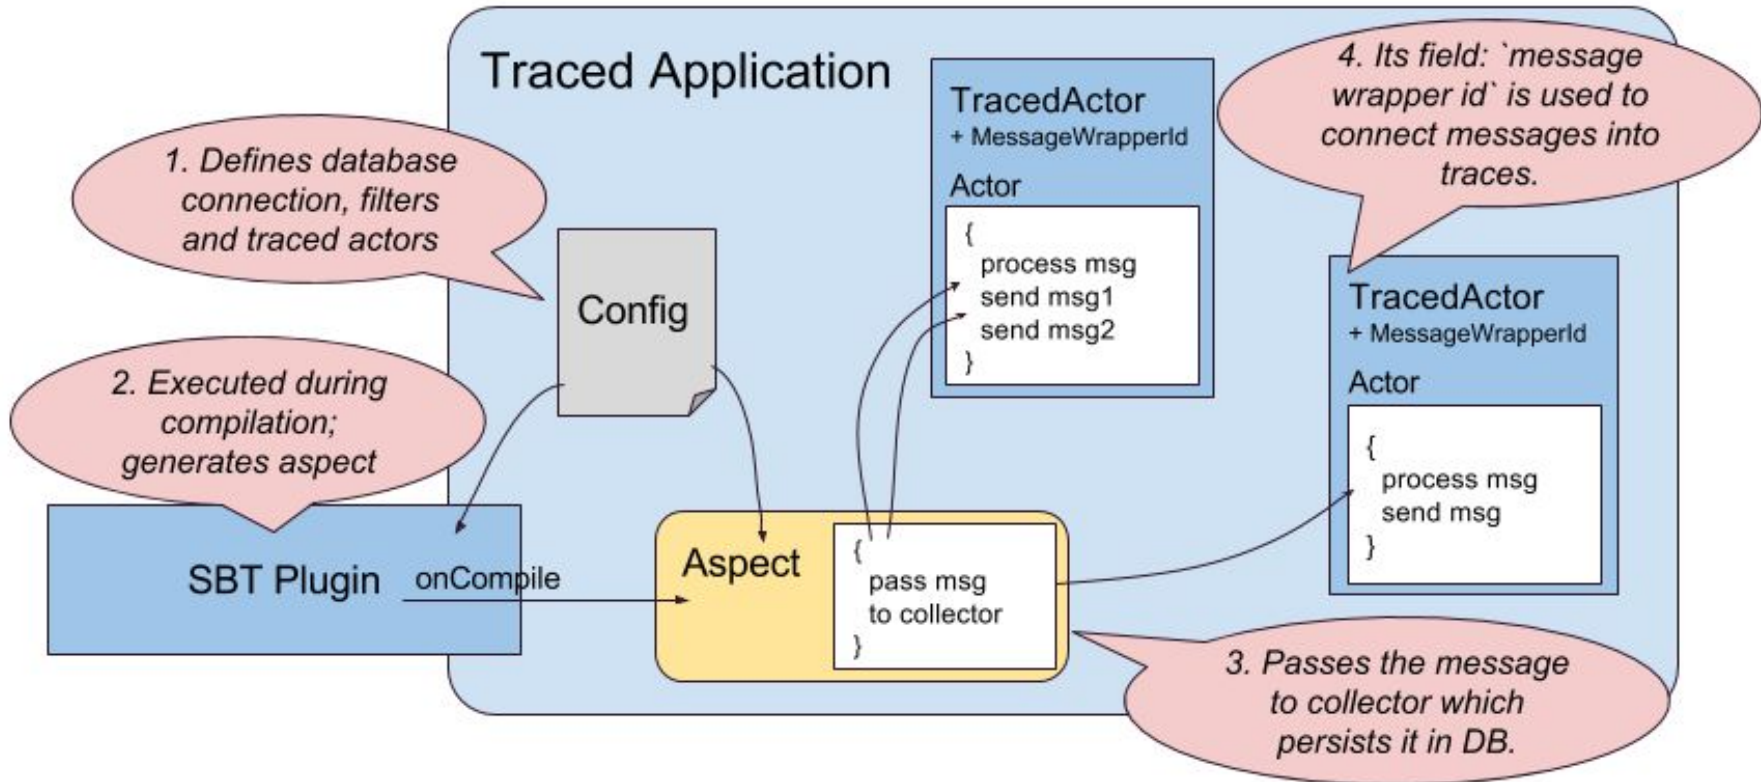 Traced Application
1. Defines database
connection, filters
and traced actors
Config
2. Executed during
compilation;
generates aspect
SBT Plugin
onCompile
Aspect
{
pass msg
to collector
}
TracedActor
+ MessageWrapperId
Actor
{
process msg
send msg1
send msg2
}
4. Its field: `message
wrapper id` is used to
connect messages into
traces.
TracedActor
+ MessageWrapperId
Actor
{
process msg
send msg
}
3. Passes the message
to collector which
persists it in DB.